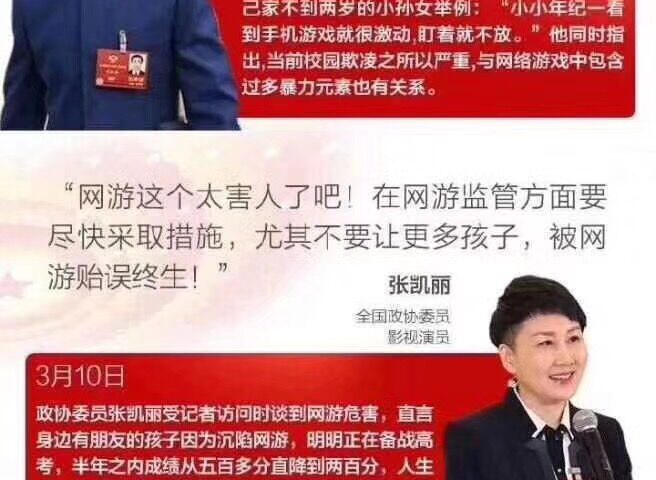 己家不到两岁的小孙女举例：“小小年纪一看
到手机游戏就很激动,盯着就不放。”他同时指
出,当前校园欺凌之所以严重,与网络游戏中包含
过多暴力元素也有关系。
“网游这个太害人了吧！在网游监管方面要
尽快采取措施，尤其不要让更多孩子，被网
游贻误终生！”
张凯丽
全国政协委员
影视演员
3月10日
政协委员张凯丽受记者访问时谈到网游危害，直言
身边有朋友的孩子因为沉陷网游，明明正在备战高
考，半年之内成绩从五百多分直降到两百分，人生